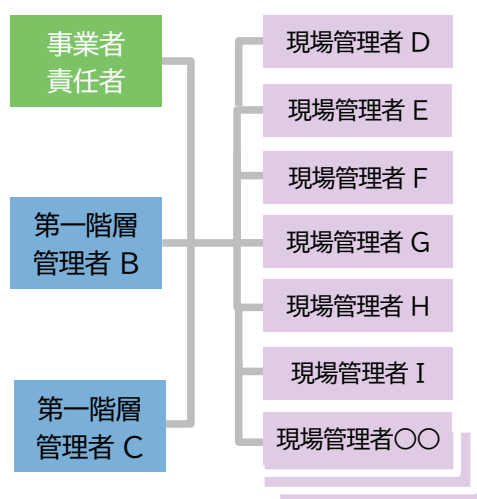 事業者
責任者
第一階層
管理者 B
第一階層
管理者 C
現場管理者 D
現場管理者 E
現場管理者 F
現場管理者 G
現場管理者 H
現場管理者 I
現場管理者〇〇